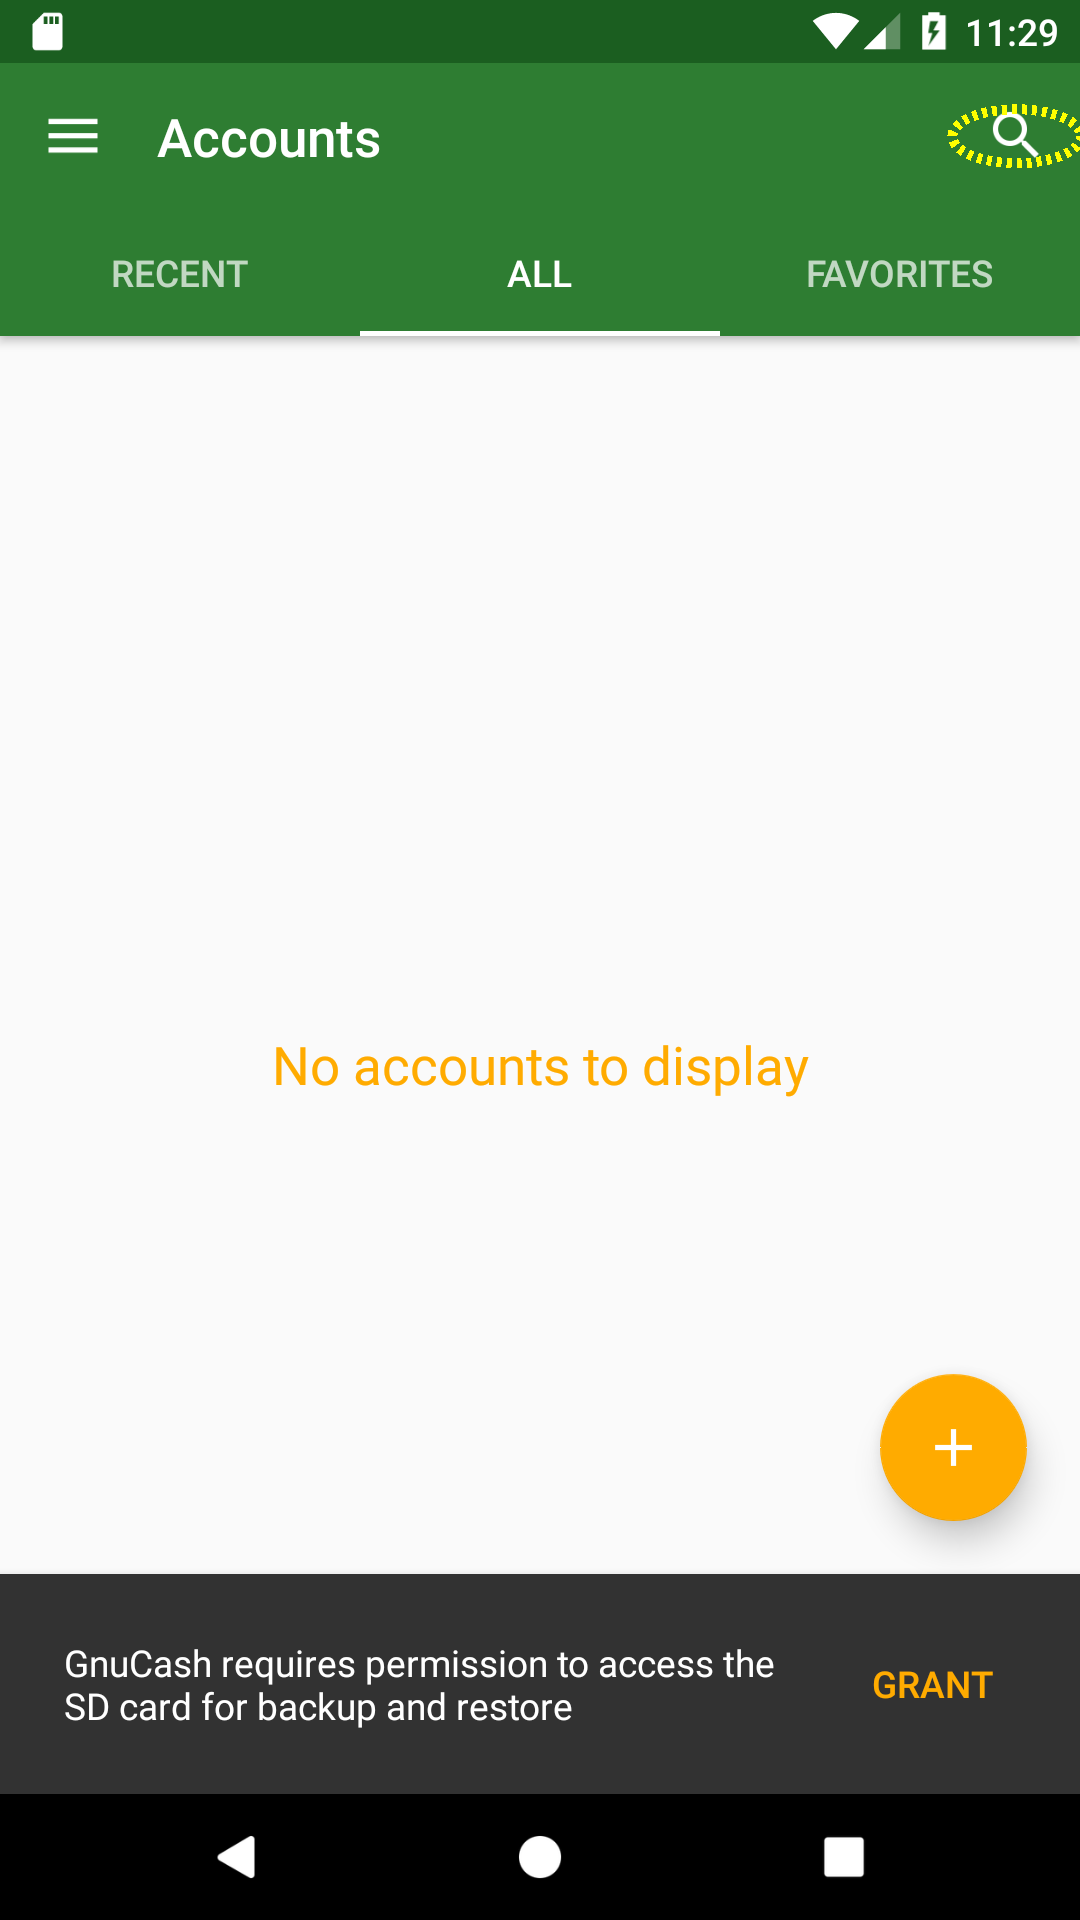 11:29
Accounts
RECENT
ALL
FAVORITES
No accounts to display
GnuCash requires permission to access the
SD card for backup and restore
GRANT